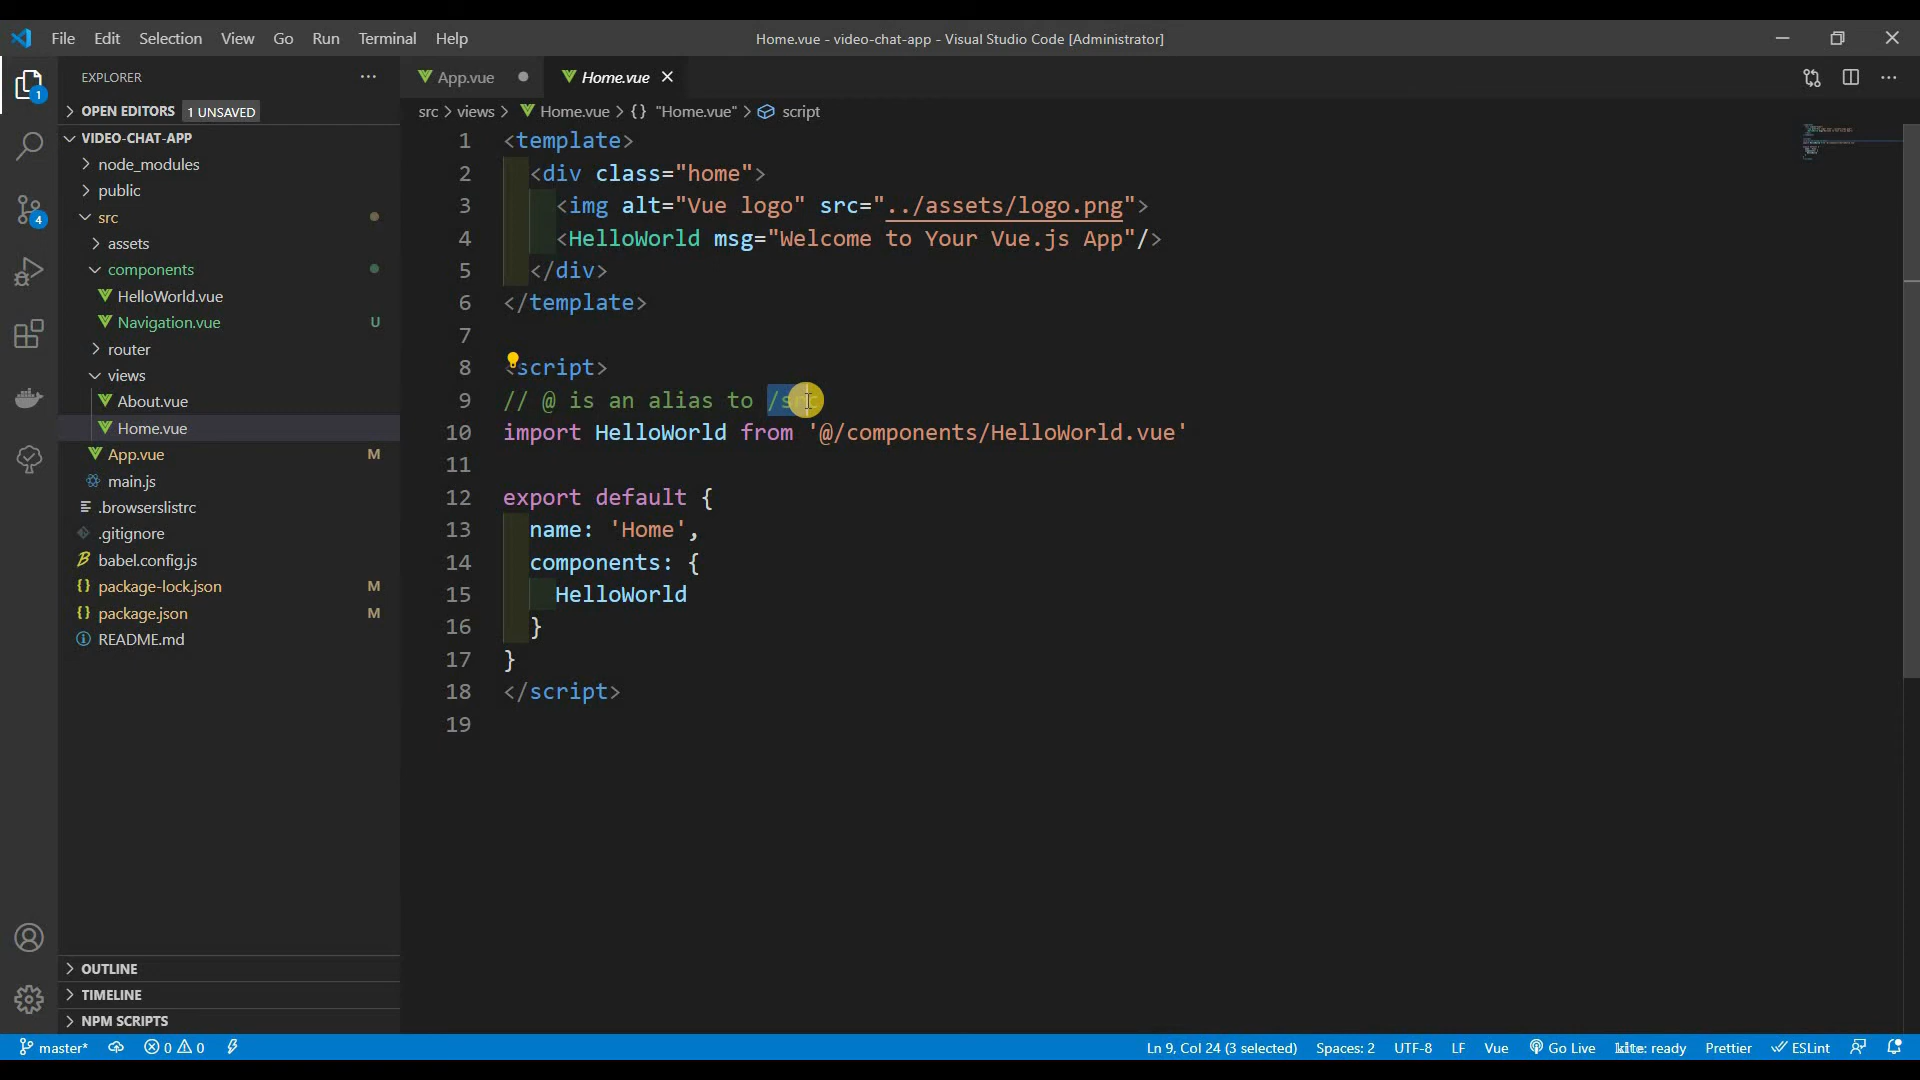 File Edit Selection View Go Run Terminal Help
Home.vue - video-chat-app - Visual Studio Code [Administrator]
EXPLORER
OPEN EDITORS 1 UNSAVED
VIDEO-CHAT-APP
node_modules
public
src
assets
components
HelloWorld.vue
Navigation.vue U
router
views
About.vue
Home.vue
App.vue M
main.js
.browserslistrc
.gitignore
babel.config.js
package-lock.json M
package.json M
README.md
OUTLINE
TIMELINE
NPM SCRIPTS
1
4
App.vue
Home.vue
src > views > Home.vue > {} "Home.vue" > script
1 <template>
2 <div class="home">
3 <img alt="Vue logo" src="../assets/logo.png">
4 <HelloWorld msg="Welcome to Your Vue.js App"/>
5 </div>
6 </template>
7
8 <script>
9 // @ is an alias to /src
10 import HelloWorld from '@/components/HelloWorld.vue'
11
12 export default {
13 name: 'Home',
14 components: {
15 HelloWorld
16 }
17 }
18 </script>
19
master* 0 0 Ln 9, Col 24 (3 selected) Spaces: 2 UTF-8 LF Vue Go Live kite: ready Prettier ESLint